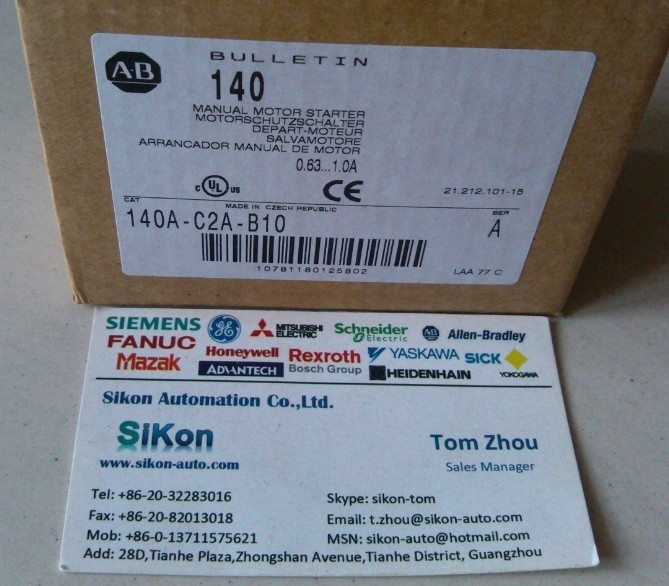 BULLETIN
A-B
140
MANUAL MOTOR STARTER
MOTORSCHUTZSCHALTER
DEPART-MOTEUR
SALVAMOTORE
ARRANCADOR MANUAL DE MOTOR
0.63...1.0A
C UL US CE 21.212.101-15
CAT MADE IN CZECH REPUBLIC SER
140A-C2A-B10 A
10781180125802
LAA 77 C
SIEMENS GE MITSUBISHI ELECTRIC Schneider Electric A-B Allen-Bradley
FANUC Honeywell Rexroth YASKAWA SICK
Mazak ADVANTECH Bosch Group HEIDENHAIN YOKOGAWA
Sikon Automation Co.,Ltd.
SiKon Tom Zhou
www.sikon-auto.com Sales Manager
Tel: +86-20-32283016 Skype: sikon-tom
Fax: +86-20-82013018 Email: t.zhou@sikon-auto.com
Mob: +86-0-13711575621 MSN: sikon-auto@hotmail.com
Add: 28D,Tianhe Plaza,Zhongshan Avenue,Tianhe District, Guangzhou